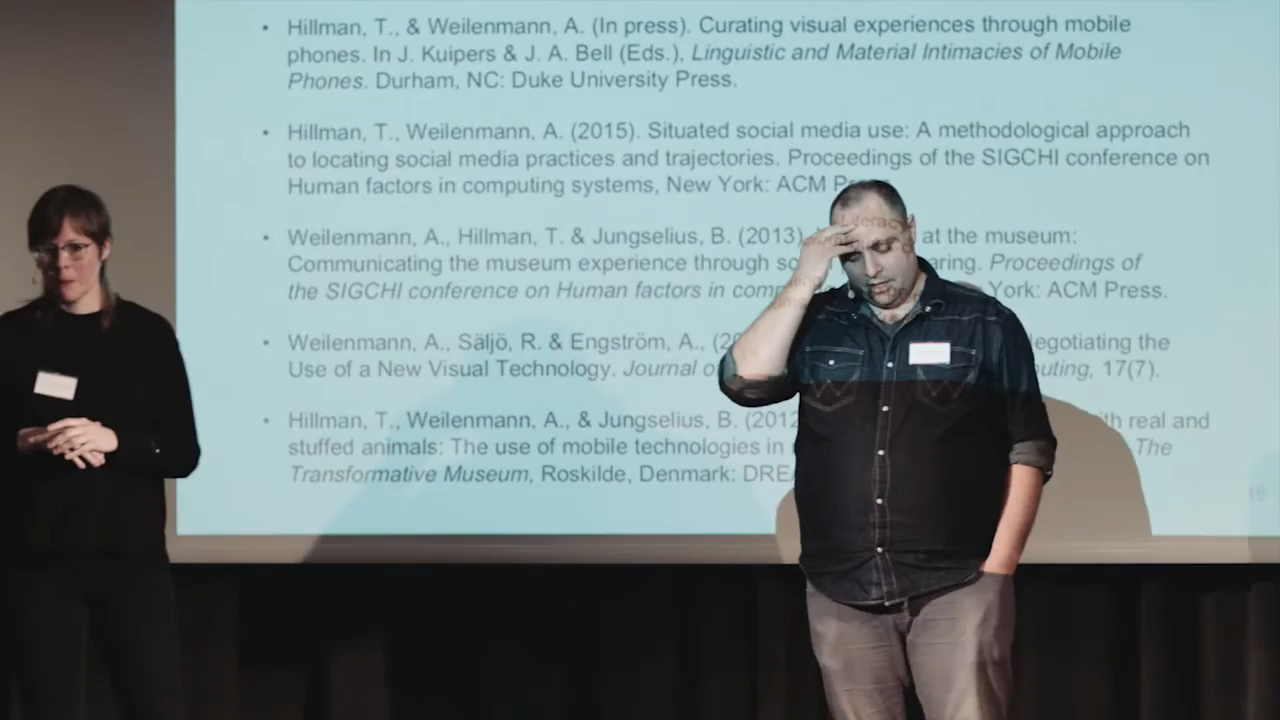 • Hillman, T., & Weilenmann, A. (In press). Curating visual experiences through mobile
phones. In J. Kuipers & J. A. Bell (Eds.), Linguistic and Material Intimacies of Mobile
Phones. Durham, NC: Duke University Press.
• Hillman, T., Weilenmann, A. (2015). Situated social media use: A methodological approach
to locating social media practices and trajectories. Proceedings of the SIGCHI conference on
Human factors in computing systems, New York: ACM
• Weilenmann, A., Hillman, T. & Jungselius, B. (2013) at the museum:
Communicating the museum experience through Proceedings of
the SIGCHI conference on Human factors in York: ACM Press.
• Weilenmann, A., Säljö, R. & Engström, A., the
Use of a New Visual Technology. Journal 17(7).
• Hillman, T., Weilenmann, A., & Jungselius, B. (2012 real and
stuffed animals: The use of mobile technologies in The
Transformative Museum, Roskilde, Denmark: